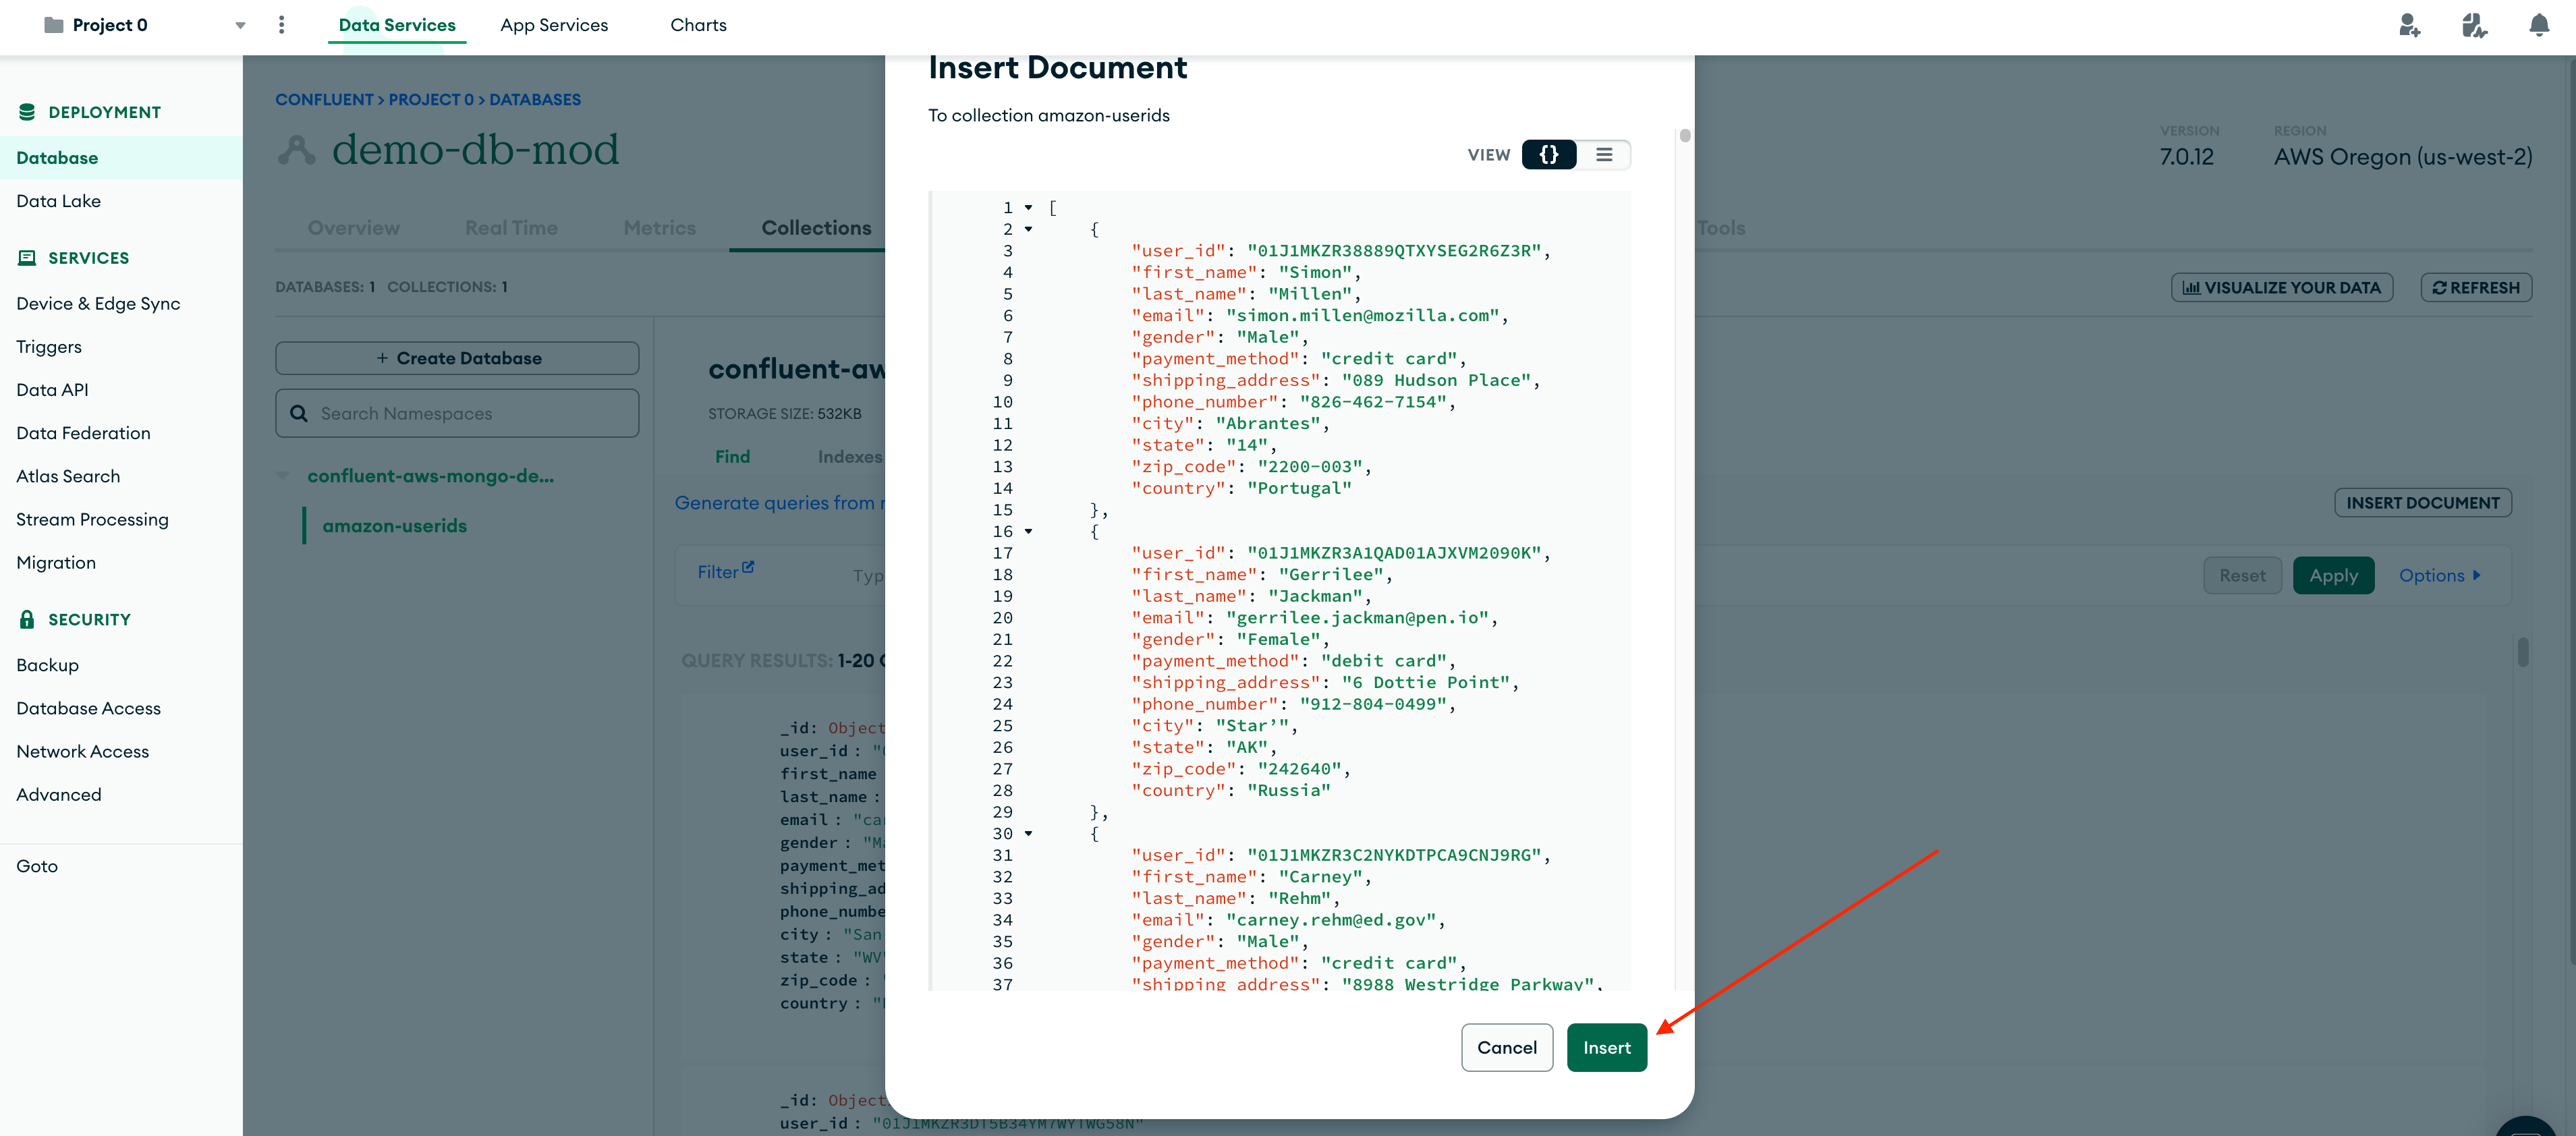 Project 0
Data Services
App Services
Charts
DEPLOYMENT
Database
Data Lake
SERVICES
Device & Edge Sync
Triggers
Data API
Data Federation
Atlas Search
Stream Processing
Migration
SECURITY
Backup
Database Access
Network Access
Advanced
Goto
CONFLUENT > PROJECT 0 > DATABASES
demo-db-mod
VERSION
7.0.12
REGION
AWS Oregon (us-west-2)
Overview
Real Time
Metrics
Collections
Tools
DATABASES: 1 COLLECTIONS: 1
VISUALIZE YOUR DATA
REFRESH
+ Create Database
Search Namespaces
confluent-aws-mongo-de...
amazon-userids
confluent-aw
STORAGE SIZE: 532KB
Find
Indexes
Generate queries from
INSERT DOCUMENT
Filter
Typ
Reset
Apply
Options
QUERY RESULTS: 1-20
_id: Object
user_id : "
first_name
last_name :
email : "ca
gender : "Ma
payment_met
shipping_ad
phone_numbe
city : "San
state : "WV"
zip_code :
country :
_id: Object
user_id : "01J1MKZR3DT5B34YM7WYTWG58N"
Insert Document
To collection amazon-userids
VIEW {}
1 [
2 {
3 "user_id": "01J1MKZR38889QTXYSEG2R6Z3R",
4 "first_name": "Simon",
5 "last_name": "Millen",
6 "email": "simon.millen@mozilla.com",
7 "gender": "Male",
8 "payment_method": "credit card",
9 "shipping_address": "089 Hudson Place",
10 "phone_number": "826-462-7154",
11 "city": "Abrantes",
12 "state": "14",
13 "zip_code": "2200-003",
14 "country": "Portugal"
15 },
16 {
17 "user_id": "01J1MKZR3A1QAD01AJXVM2090K",
18 "first_name": "Gerrilee",
19 "last_name": "Jackman",
20 "email": "gerrilee.jackman@pen.io",
21 "gender": "Female",
22 "payment_method": "debit card",
23 "shipping_address": "6 Dottie Point",
24 "phone_number": "912-804-0499",
25 "city": "Star’",
26 "state": "AK",
27 "zip_code": "242640",
28 "country": "Russia"
29 },
30 {
31 "user_id": "01J1MKZR3C2NYKDTPCA9CNJ9RG",
32 "first_name": "Carney",
33 "last_name": "Rehm",
34 "email": "carney.rehm@ed.gov",
35 "gender": "Male",
36 "payment_method": "credit card",
37 "shipping_address": "8988 Westridge Parkway",
Cancel
Insert